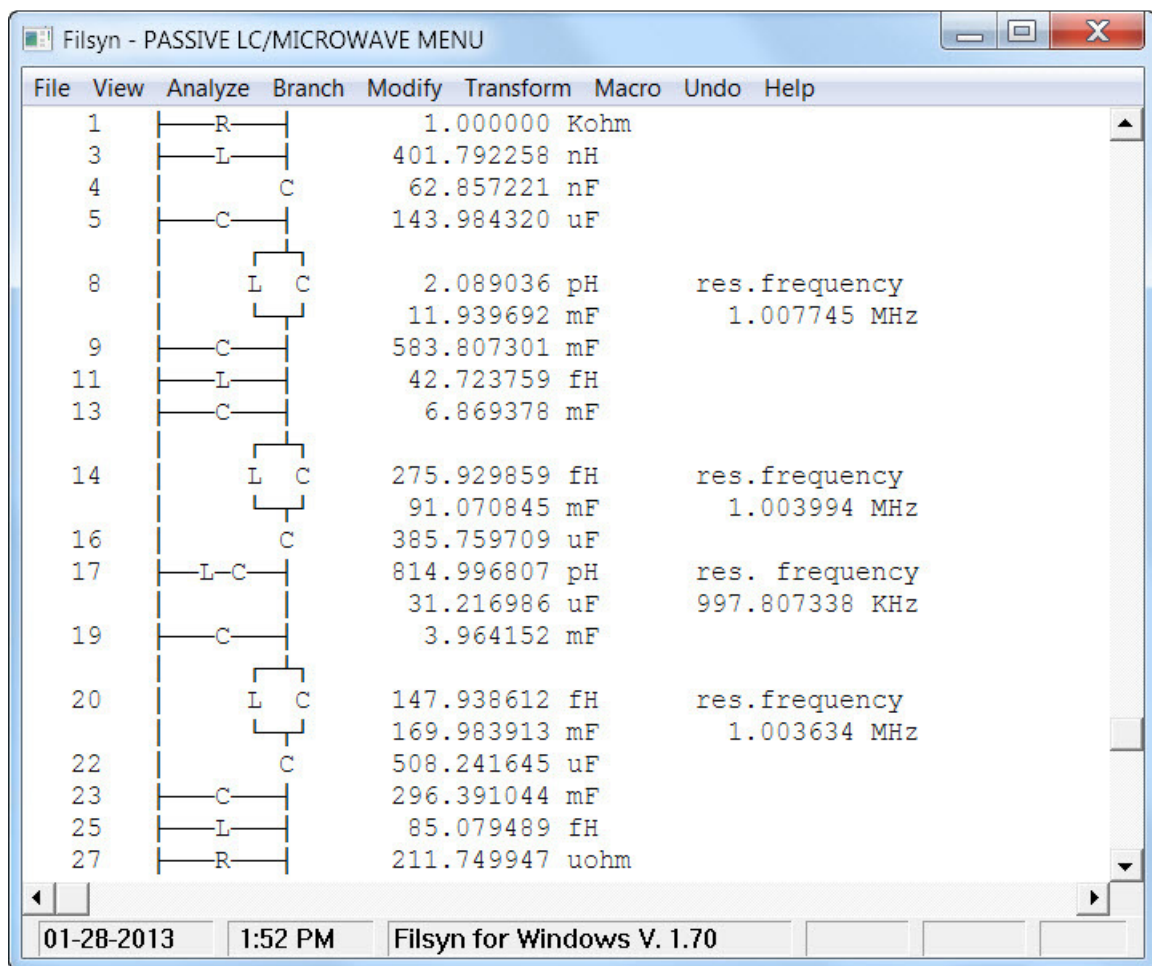 Filsyn - PASSIVE LC/MICROWAVE MENU
File View Analyze Branch Modify Transform Macro Undo Help
1 R 1.000000 Kohm
3 L 401.792258 nH
4 C 62.857221 nF
5 C 143.984320 uF
8 L C 2.089036 pH res.frequency
11.939692 mF 1.007745 MHz
9 C 583.807301 mF
11 L 42.723759 fH
13 C 6.869378 mF
14 L C 275.929859 fH res.frequency
91.070845 mF 1.003994 MHz
16 C 385.759709 uF
17 L-C 814.996807 pH res. frequency
31.216986 uF 997.807338 KHz
19 C 3.964152 mF
20 L C 147.938612 fH res.frequency
169.983913 mF 1.003634 MHz
22 C 508.241645 uF
23 C 296.391044 mF
25 L 85.079489 fH
27 R 211.749947 uohm
01-28-2013 1:52 PM Filsyn for Windows V. 1.70